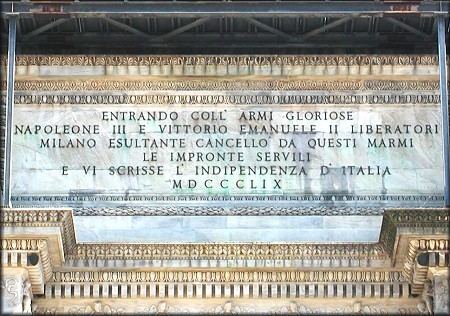 ENTRANDO COLL' ARMI GLORIOSE
NAPOLEONE III E VITTORIO EMANUELE II LIBERATORI
MILANO ESULTANTE CANCELLÒ DA QUESTI MARMI
LE IMPRONTE SERVILI
E VI SCRISSE L' INDIPENDENZA D' ITALIA
MDCCCLIX